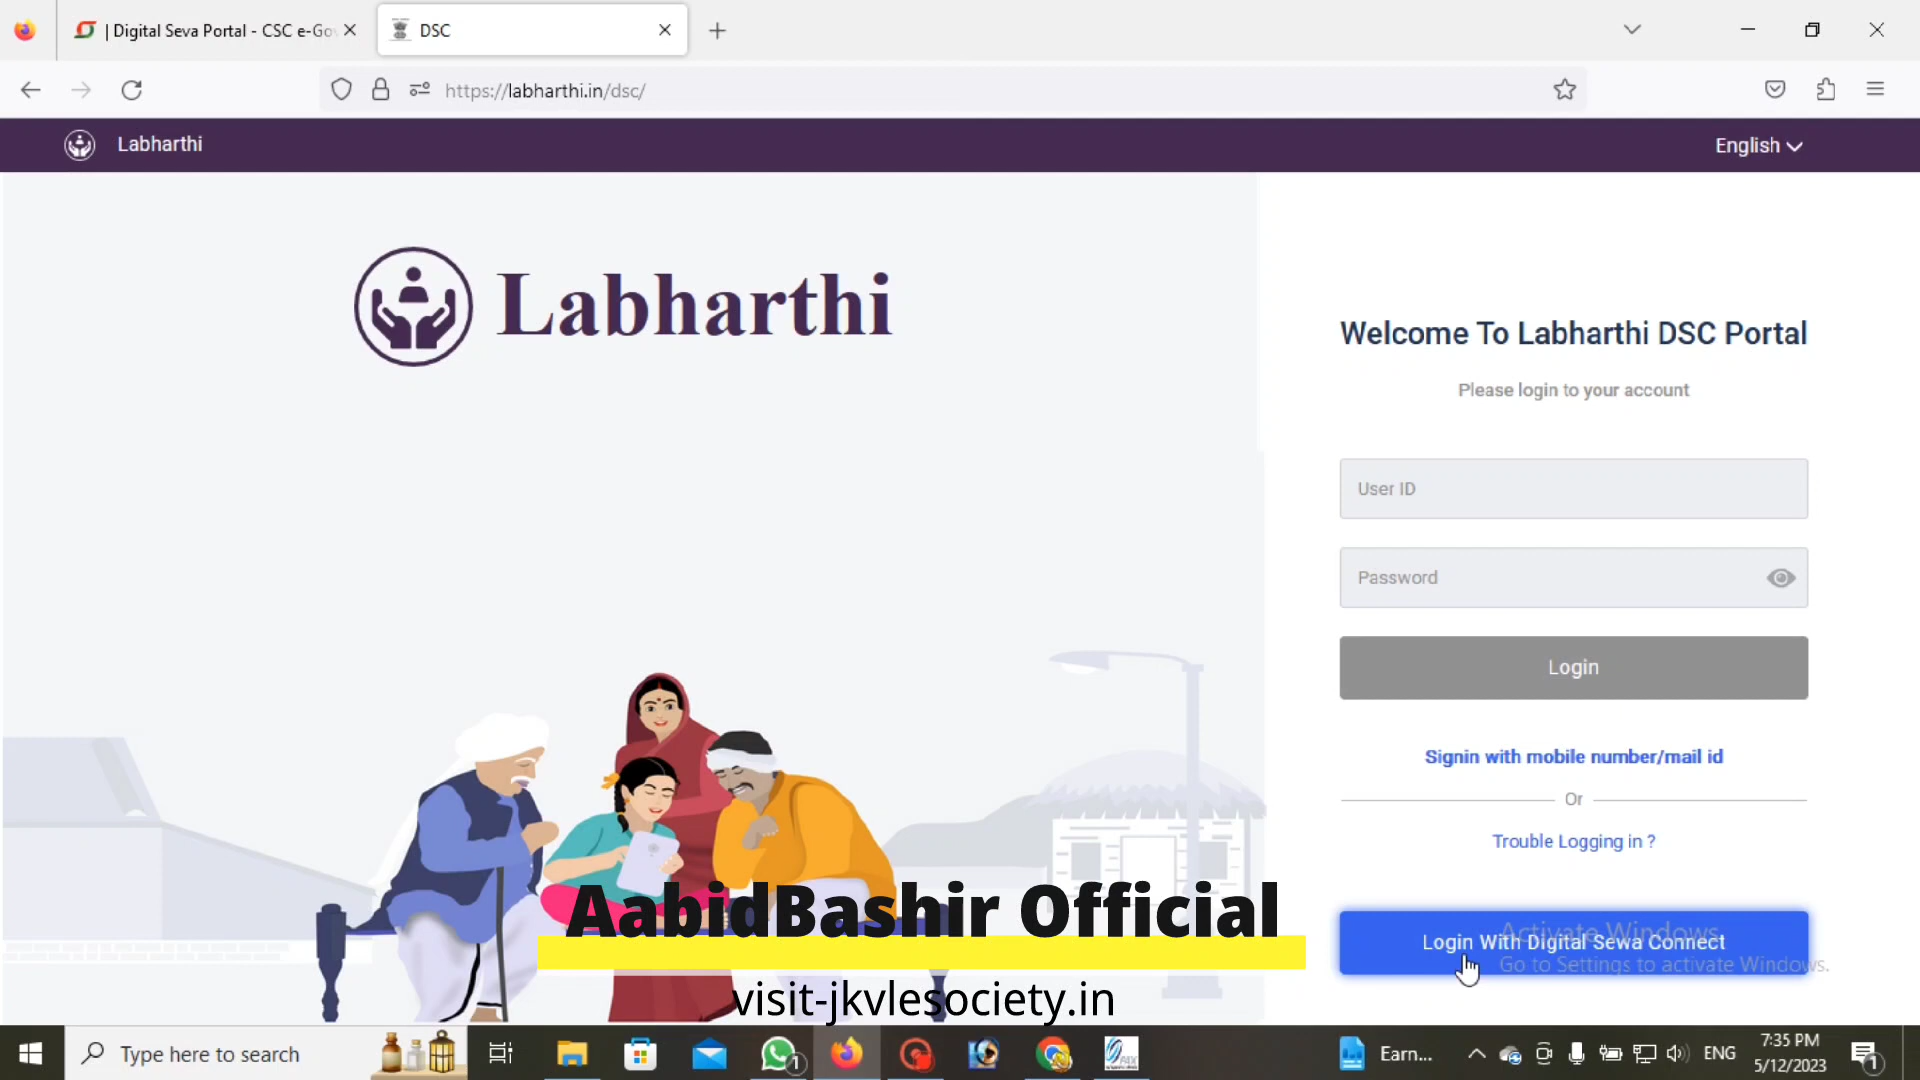 | Digital Seva Portal - CSC e-Gov
DSC
https://labharthi.in/dsc/
Labharthi
English
Labharthi
Welcome To Labharthi DSC Portal
Please login to your account
User ID
Password
Login
Signin with mobile number/mail id
Or
Trouble Logging in ?
Login With Digital Sewa Connect
Activate Windows
Go to Settings to activate Windows.
AabidBashir Official
visit-jkvlesociety.in
Type here to search
1
Earn...
ENG
7:35 PM
5/12/2023
1